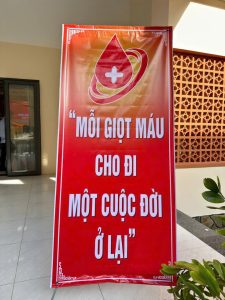 “MỖI GIỌT MÁU
CHO ĐI
MỘT CUỘC ĐỜI
Ở LẠI”